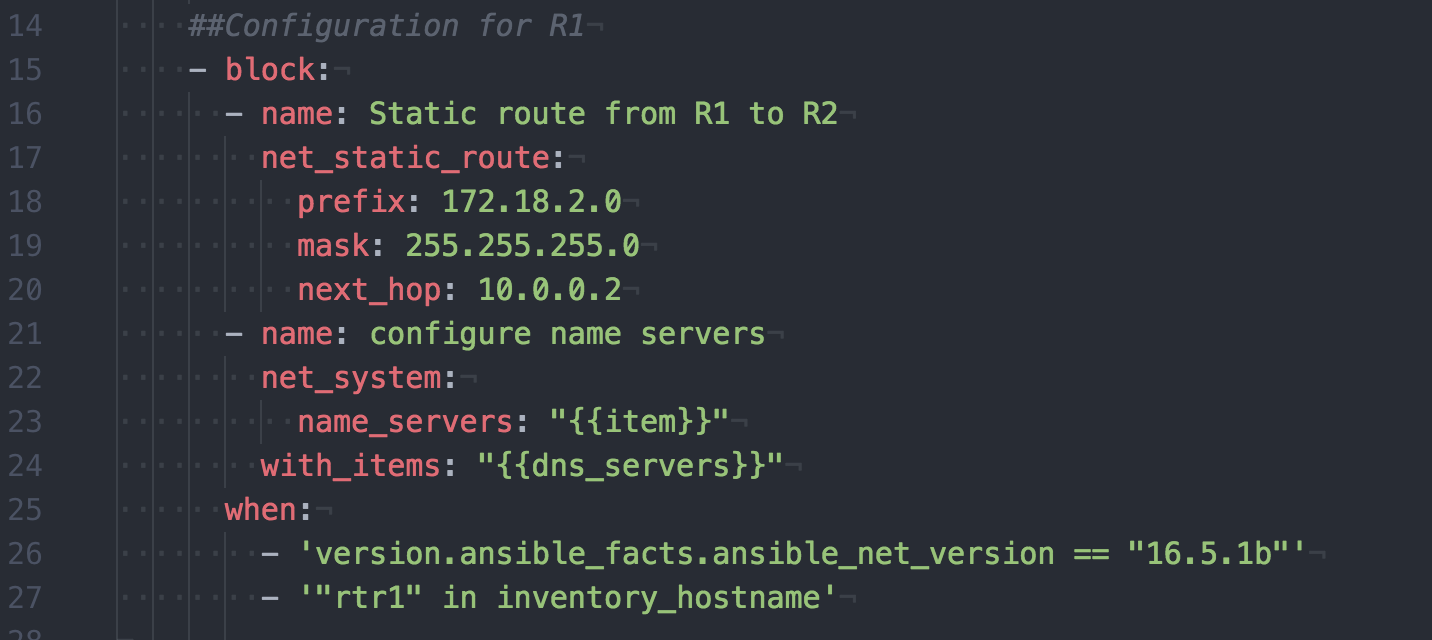 14 ##Configuration for R1
15 - block:
16 - name: Static route from R1 to R2
17 net_static_route:
18 prefix: 172.18.2.0
19 mask: 255.255.255.0
20 next_hop: 10.0.0.2
21 - name: configure name servers
22 net_system:
23 name_servers: "{{item}}"
24 with_items: "{{dns_servers}}"
25 when:
26 - 'version.ansible_facts.ansible_net_version == "16.5.1b"'
27 - '"rtr1" in inventory_hostname'
28